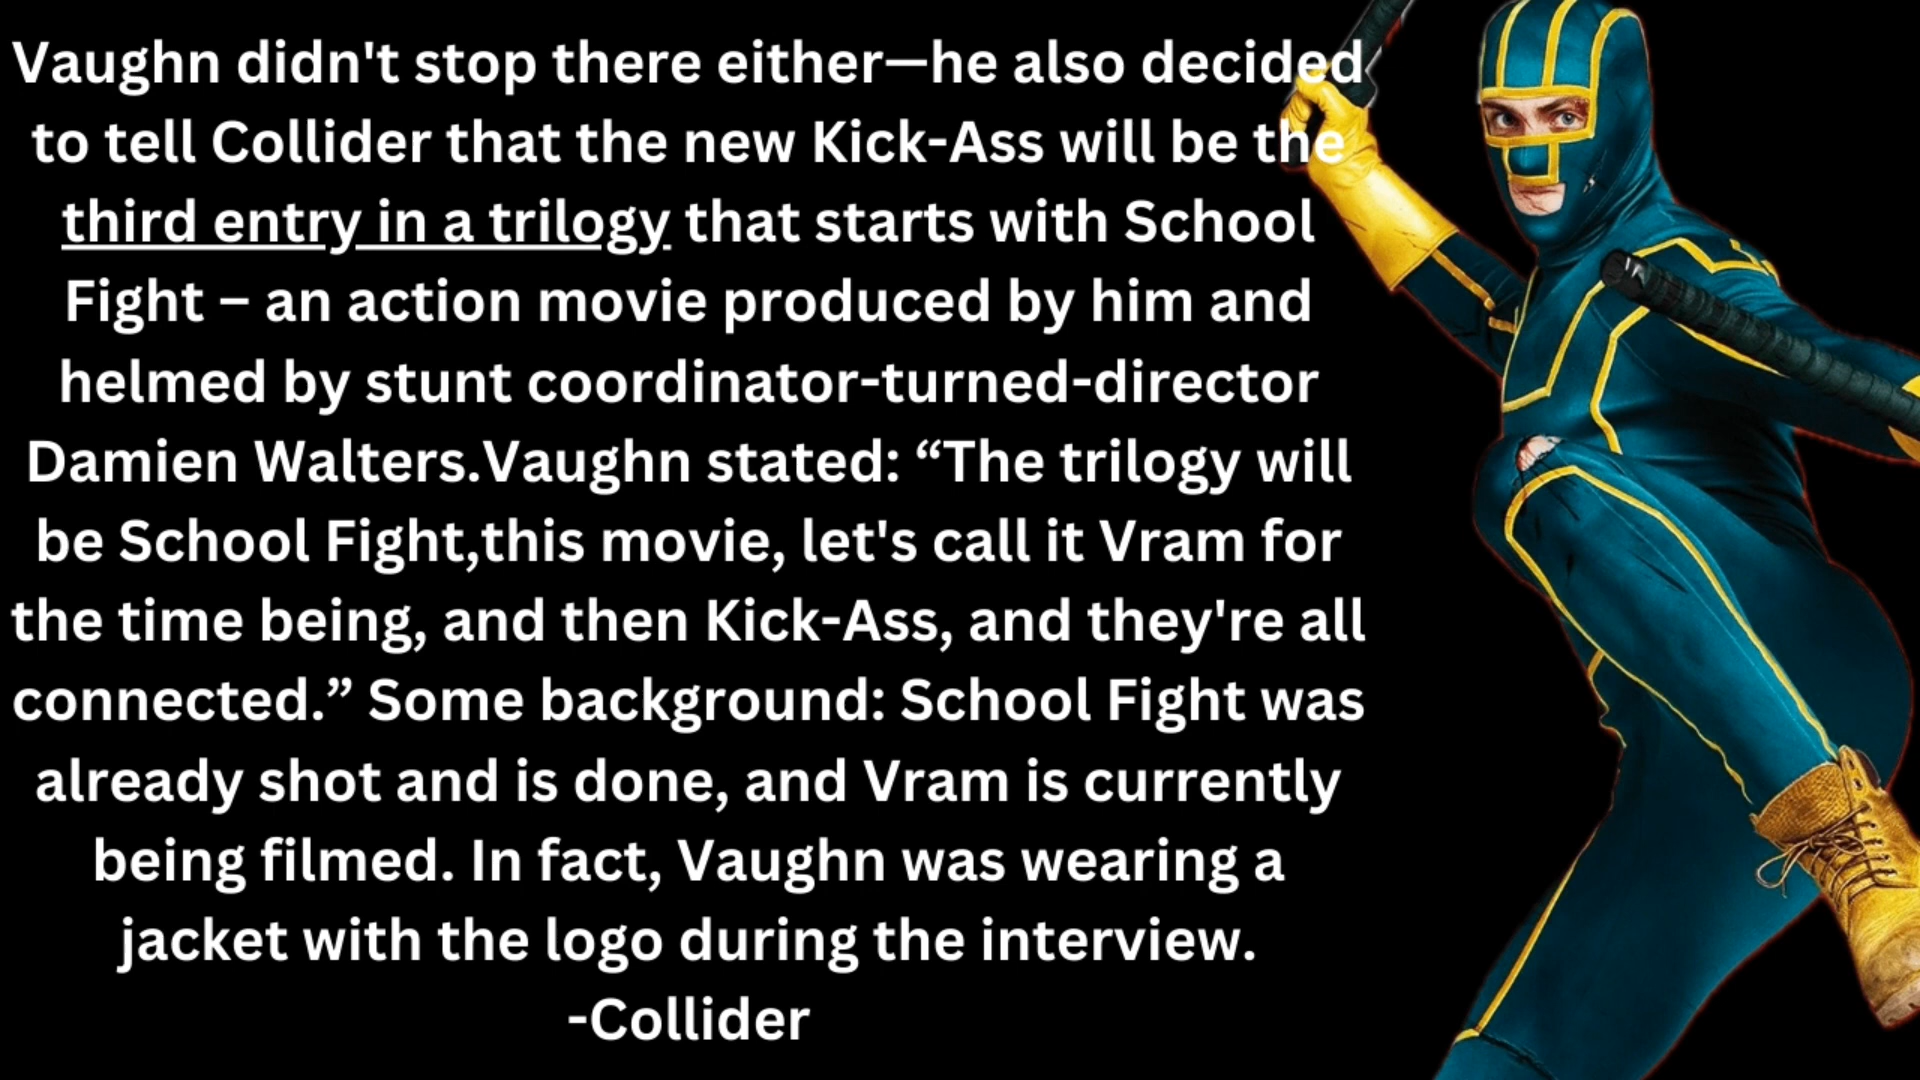 Vaughn didn't stop there either—he also decided
to tell Collider that the new Kick-Ass will be the
third entry in a trilogy that starts with School
Fight – an action movie produced by him and
helmed by stunt coordinator-turned-director
Damien Walters.Vaughn stated: “The trilogy will
be School Fight,this movie, let's call it Vram for
the time being, and then Kick-Ass, and they're all
connected.” Some background: School Fight was
already shot and is done, and Vram is currently
being filmed. In fact, Vaughn was wearing a
jacket with the logo during the interview.
-Collider